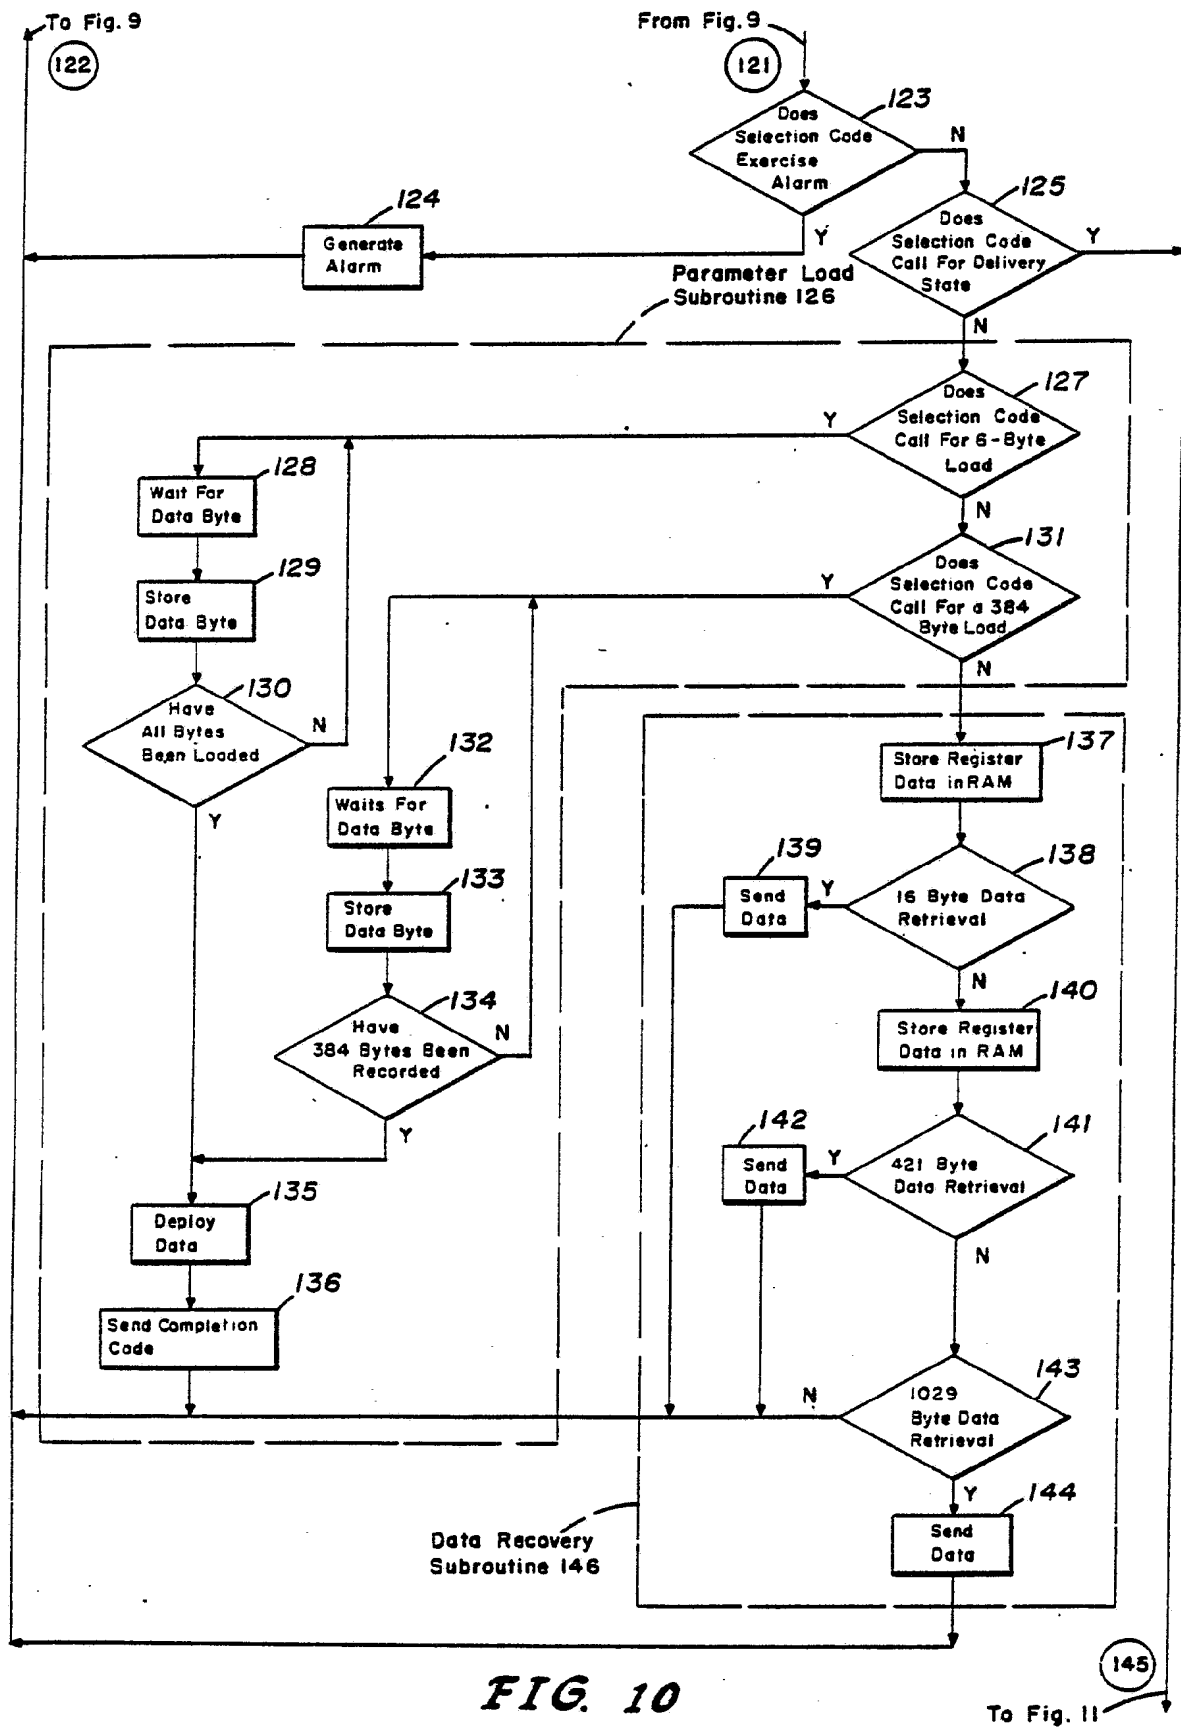 To Fig. 9
122
From Fig. 9
121
123
Does
Selection Code
Exercise
Alarm
N
Y
124
Generate
Alarm
125
Does
Selection Code
Call For Delivery
State
Y
N
Parameter Load
Subroutine 126
127
Does
Selection Code
Call For 6-Byte
Load
Y
N
128
Wait For
Data Byte
129
Store
Data Byte
130
Have
All Bytes
Been Loaded
N
Y
131
Does
Selection Code
Call For a 384
Byte Load
Y
N
132
Waits For
Data Byte
133
Store
Data Byte
134
Have
384 Bytes Been
Recorded
N
Y
135
Deploy
Data
136
Send Completion
Code
137
Store Register
Data in RAM
138
16 Byte Data
Retrieval
Y
N
139
Send
Data
140
Store Register
Data in RAM
141
421 Byte
Data Retrieval
Y
N
142
Send
Data
143
1029
Byte Data
Retrieval
N
Y
144
Send
Data
Data Recovery
Subroutine 146
145
To Fig. 11
FIG. 10